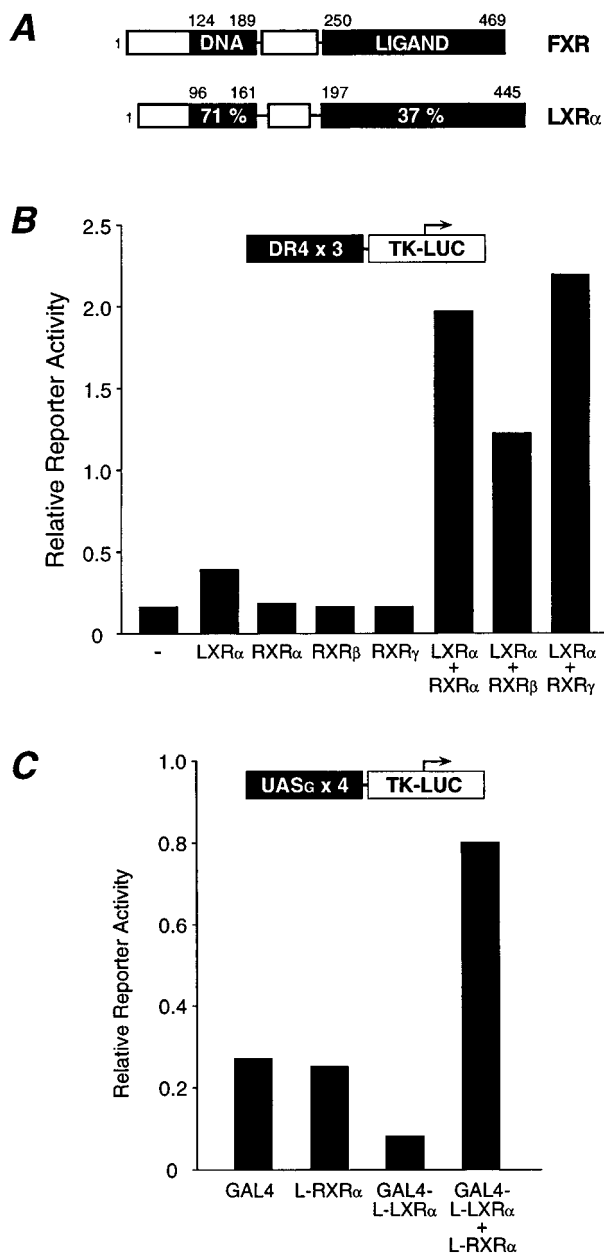 A
124 189 250 469
1 DNA LIGAND FXR
96 161 197 445
1 71 % 37 % LXRα
B
Relative Reporter Activity
2.5
2.0
1.5
1.0
0.5
0
DR4 x 3 TK-LUC
- LXRα RXRα RXRβ RXRγ LXRα LXRα LXRα
+ + +
RXRα RXRβ RXRγ
C
Relative Reporter Activity
1.0
0.8
0.6
0.4
0.2
0
UASG x 4 TK-LUC
GAL4 L-RXRα GAL4- GAL4-
L-LXRα L-LXRα
+
L-RXRα